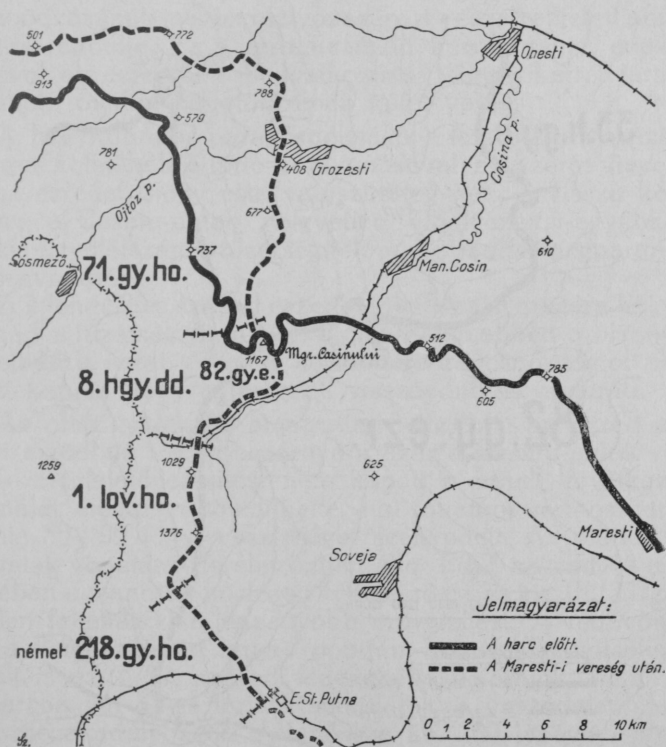 501
772
Onesti
913
788
579
Cosina p.
408 Grozesti
781
Ojtoz p.
677
737
610
Man. Cosin
Sósmező
71. gy. ho.
512
Mgr. Casinului
785
1167
82. gy. e.
8. hgy. dd.
605
1029
625
1259
1. lov. ho.
1376
Maresti
Soveja
Jelmagyarázat:
A harc előtt.
A Maresti-i vereség után.
német 218. gy. ho.
E. St. Putna
0 1 2 4 6 8 10 km